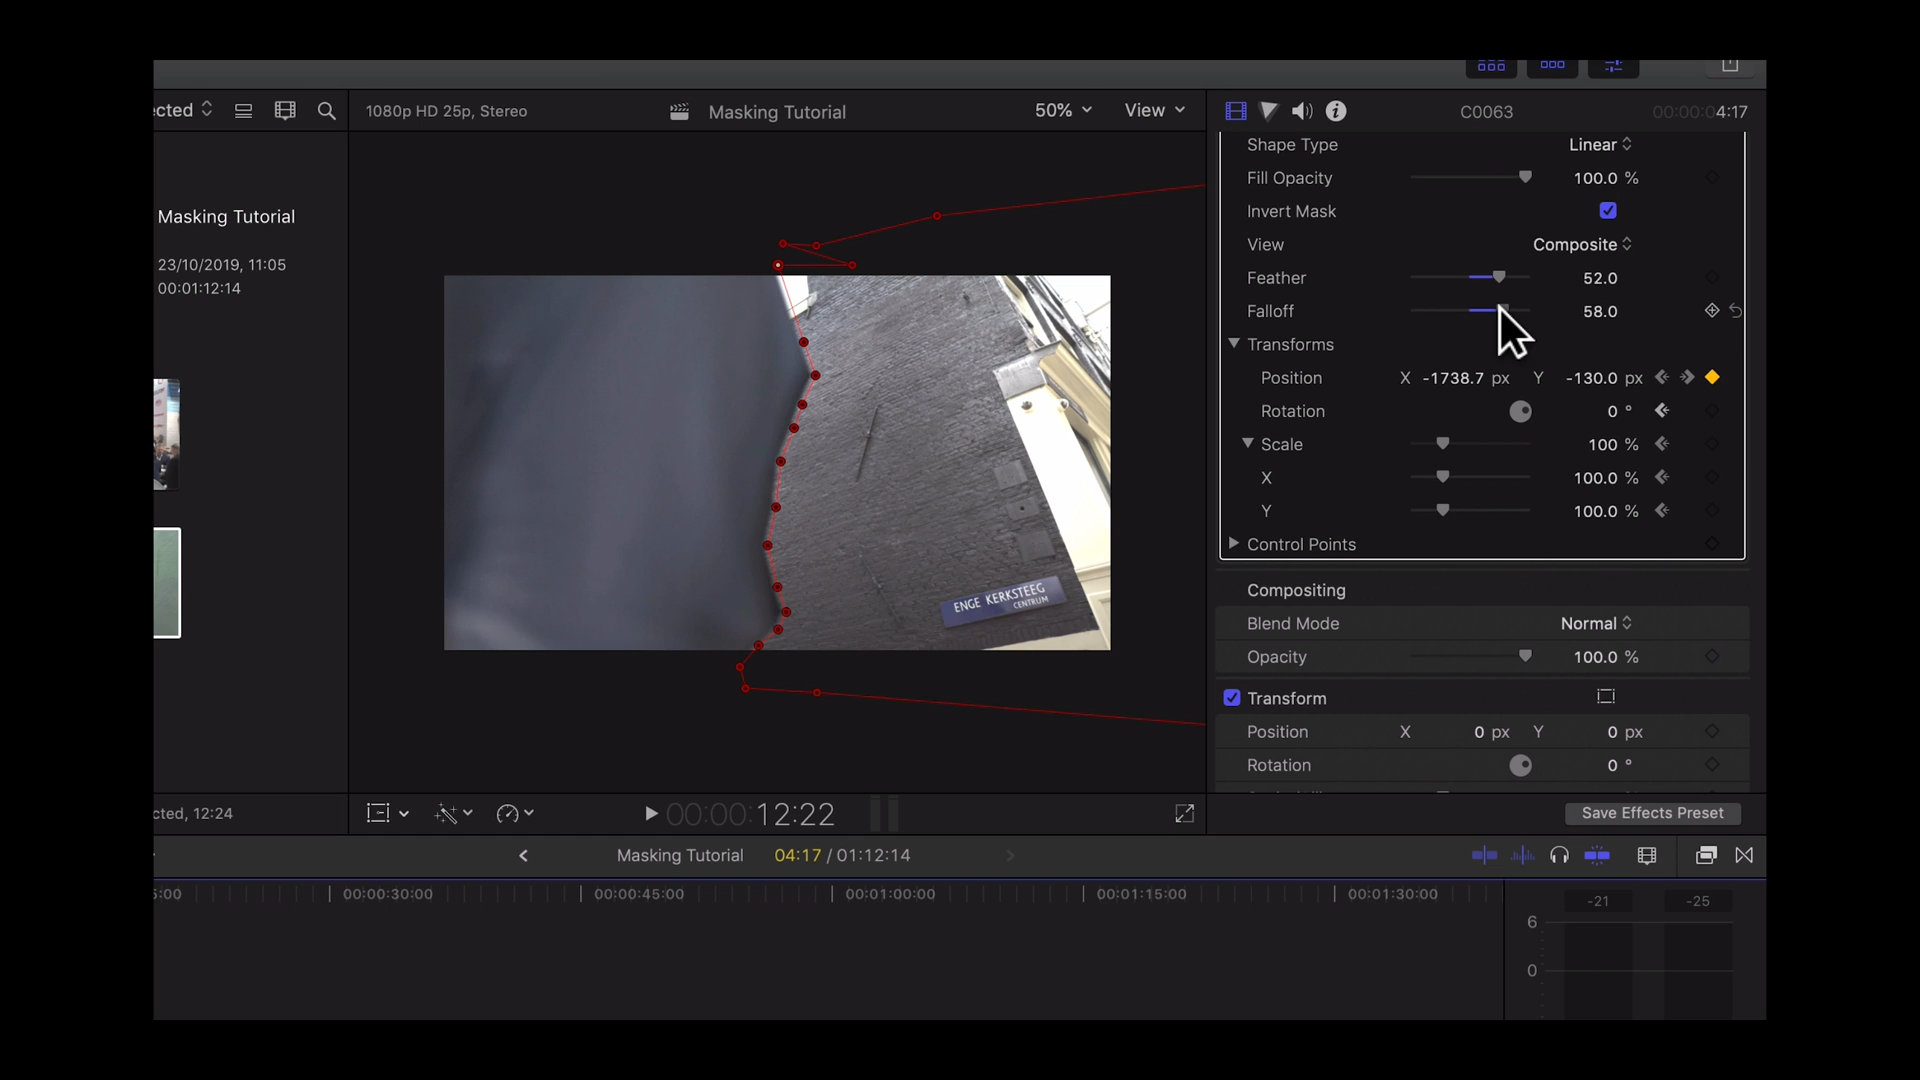 ected
1080p HD 25p, Stereo
Masking Tutorial
50%
View
C0063
00:00:04:17
Masking Tutorial
23/10/2019, 11:05
00:01:12:14
Shape Type
Linear
Fill Opacity
100.0 %
Invert Mask
View
Composite
Feather
52.0
Falloff
58.0
Transforms
Position X -1738.7 px Y -130.0 px
Rotation
0 °
Scale
100 %
X
100.0 %
Y
100.0 %
Control Points
ENGE KERKSTEEG
CENTRUM
Compositing
Blend Mode
Normal
Opacity
100.0 %
Transform
Position X 0 px Y 0 px
Rotation
0 °
cted, 12:24
00:00:12:22
Save Effects Preset
Masking Tutorial
04:17 / 01:12:14
5:00
00:00:30:00
00:00:45:00
00:01:00:00
00:01:15:00
00:01:30:00
-21
-25
6
0